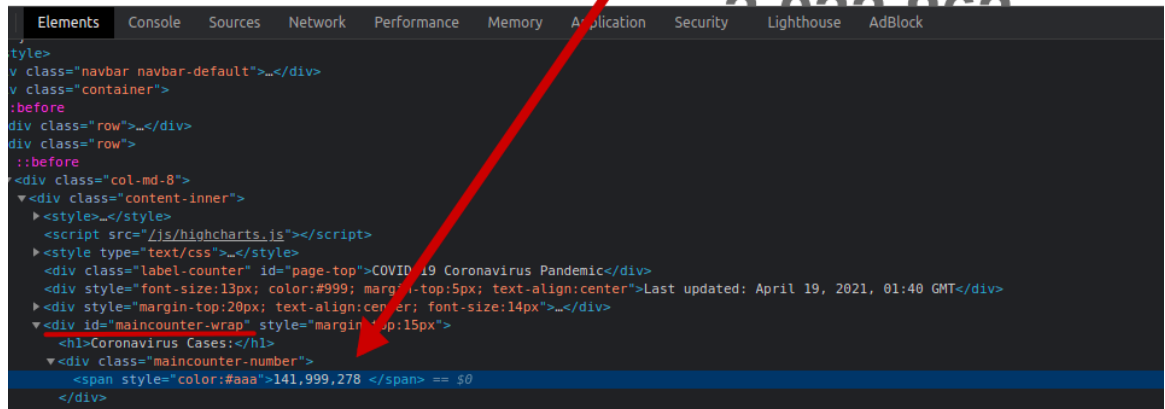 Elements Console Sources Network Performance Memory Application Security Lighthouse AdBlock
style>
v class="navbar navbar-default">…</div>
v class="container">
:before
div class="row">…</div>
div class="row">
::before
▼<div class="col-md-8">
▼<div class="content-inner">
▶<style>…</style>
<script src="/js/highcharts.js"></script>
▶<style type="text/css">…</style>
<div class="label-counter" id="page-top">COVID-19 Coronavirus Pandemic</div>
<div style="font-size:13px; color:#999; margin-top:5px; text-align:center">Last updated: April 19, 2021, 01:40 GMT</div>
▶<div style="margin-top:20px; text-align:center; font-size:14px">…</div>
▼<div id="maincounter-wrap" style="margin-top:15px">
<h1>Coronavirus Cases:</h1>
▼<div class="maincounter-number">
<span style="color:#aaa">141,999,278 </span> == $0
</div>